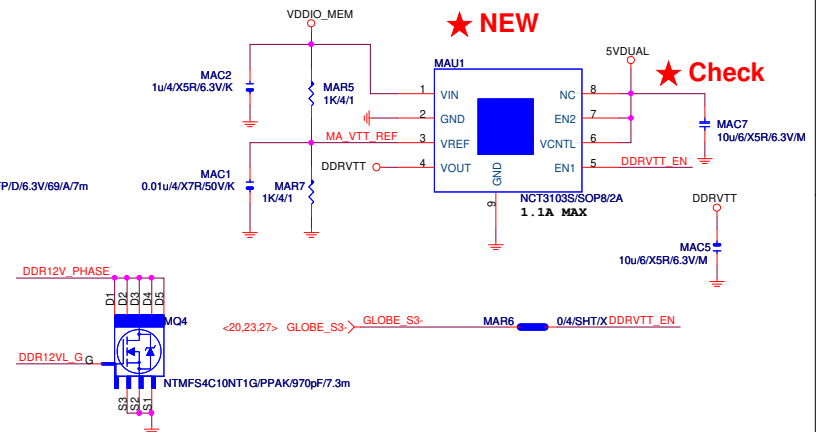 VDDIO_MEM
★ NEW
5VDUAL
★ Check
MAU1
MAC2
1u/4/X5R/6.3V/K
MAR5
1K/4/1
1 VIN
NC 8
2 GND
EN2 7
MA_VTT_REF 3 VREF
VCNTL 6
DDRVTT 4 VOUT
EN1 5 DDRVTT_EN
GND
9
MAC7
10u/6/X5R/6.3V/M
NCT3103S/SOP8/2A
1.1A MAX
MAC1
0.01u/4/X7R/50V/K
MAR7
1K/4/1
FP/D/6.3V/69/A/7m
DDRVTT
MAC5
10u/6/X5R/6.3V/M
DDR12V_PHASE
D1 D2 D3 D4 D5
MQ4
DDR12VL_G G
NTMFS4C10NT1G/PPAK/970pF/7.3m
S3 S2 S1
<20,23,27> GLOBE_S3- GLOBE_S3- MAR6 0/4/SHT/X DDRVTT_EN